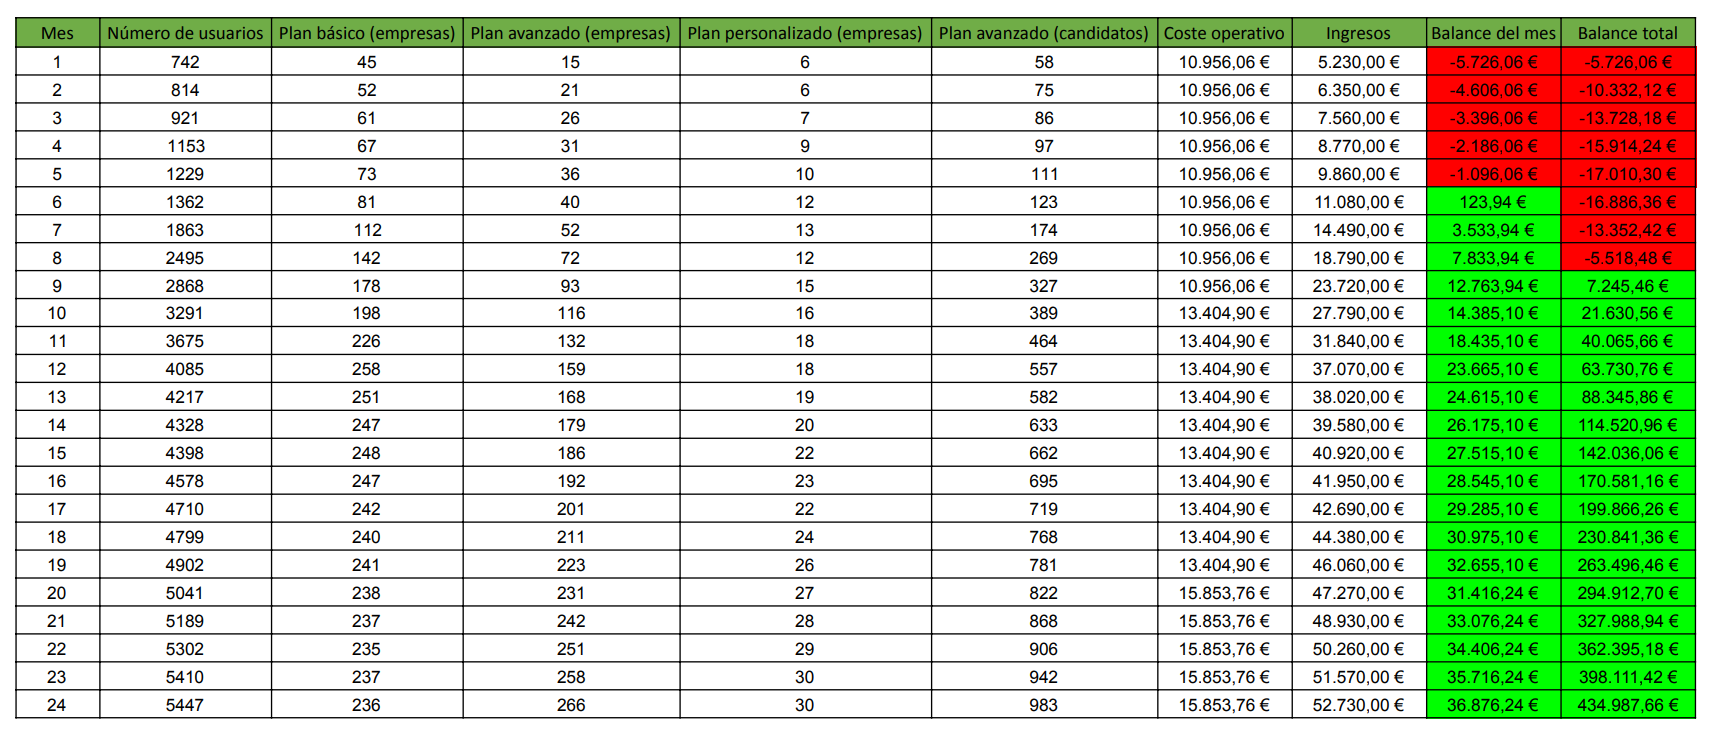 Mes Número de usuarios Plan básico (empresas) Plan avanzado (empresas) Plan personalizado (empresas) Plan avanzado (candidatos) Coste operativo Ingresos Balance del mes Balance total
1 742 45 15 6 58 10.956,06 € 5.230,00 € -5.726,06 € -5.726,06 €
2 814 52 21 6 75 10.956,06 € 6.350,00 € -4.606,06 € -10.332,12 €
3 921 61 26 7 86 10.956,06 € 7.560,00 € -3.396,06 € -13.728,18 €
4 1153 67 31 9 97 10.956,06 € 8.770,00 € -2.186,06 € -15.914,24 €
5 1229 73 36 10 111 10.956,06 € 9.860,00 € -1.096,06 € -17.010,30 €
6 1362 81 40 12 123 10.956,06 € 11.080,00 € 123,94 € -16.886,36 €
7 1863 112 52 13 174 10.956,06 € 14.490,00 € 3.533,94 € -13.352,42 €
8 2495 142 72 12 269 10.956,06 € 18.790,00 € 7.833,94 € -5.518,48 €
9 2868 178 93 15 327 10.956,06 € 23.720,00 € 12.763,94 € 7.245,46 €
10 3291 198 116 16 389 13.404,90 € 27.790,00 € 14.385,10 € 21.630,56 €
11 3675 226 132 18 464 13.404,90 € 31.840,00 € 18.435,10 € 40.065,66 €
12 4085 258 159 18 557 13.404,90 € 37.070,00 € 23.665,10 € 63.730,76 €
13 4217 251 168 19 582 13.404,90 € 38.020,00 € 24.615,10 € 88.345,86 €
14 4328 247 179 20 633 13.404,90 € 39.580,00 € 26.175,10 € 114.520,96 €
15 4398 248 186 22 662 13.404,90 € 40.920,00 € 27.515,10 € 142.036,06 €
16 4578 247 192 23 695 13.404,90 € 41.950,00 € 28.545,10 € 170.581,16 €
17 4710 242 201 22 719 13.404,90 € 42.690,00 € 29.285,10 € 199.866,26 €
18 4799 240 211 24 768 13.404,90 € 44.380,00 € 30.975,10 € 230.841,36 €
19 4902 241 223 26 781 13.404,90 € 46.060,00 € 32.655,10 € 263.496,46 €
20 5041 238 231 27 822 15.853,76 € 47.270,00 € 31.416,24 € 294.912,70 €
21 5189 237 242 28 868 15.853,76 € 48.930,00 € 33.076,24 € 327.988,94 €
22 5302 235 251 29 906 15.853,76 € 50.260,00 € 34.406,24 € 362.395,18 €
23 5410 237 258 30 942 15.853,76 € 51.570,00 € 35.716,24 € 398.111,42 €
24 5447 236 266 30 983 15.853,76 € 52.730,00 € 36.876,24 € 434.987,66 €